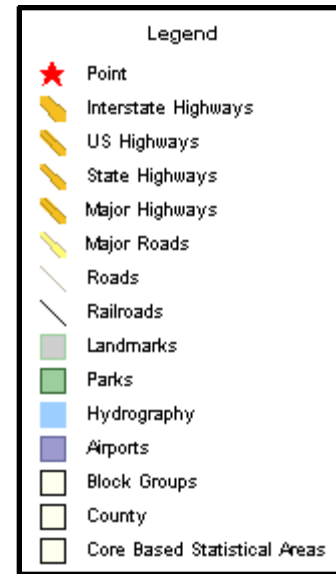 Legend
Point
Interstate Highways
US Highways
State Highways
Major Highways
Major Roads
Roads
Railroads
Landmarks
Parks
Hydrography
Airports
Block Groups
County
Core Based Statistical Areas